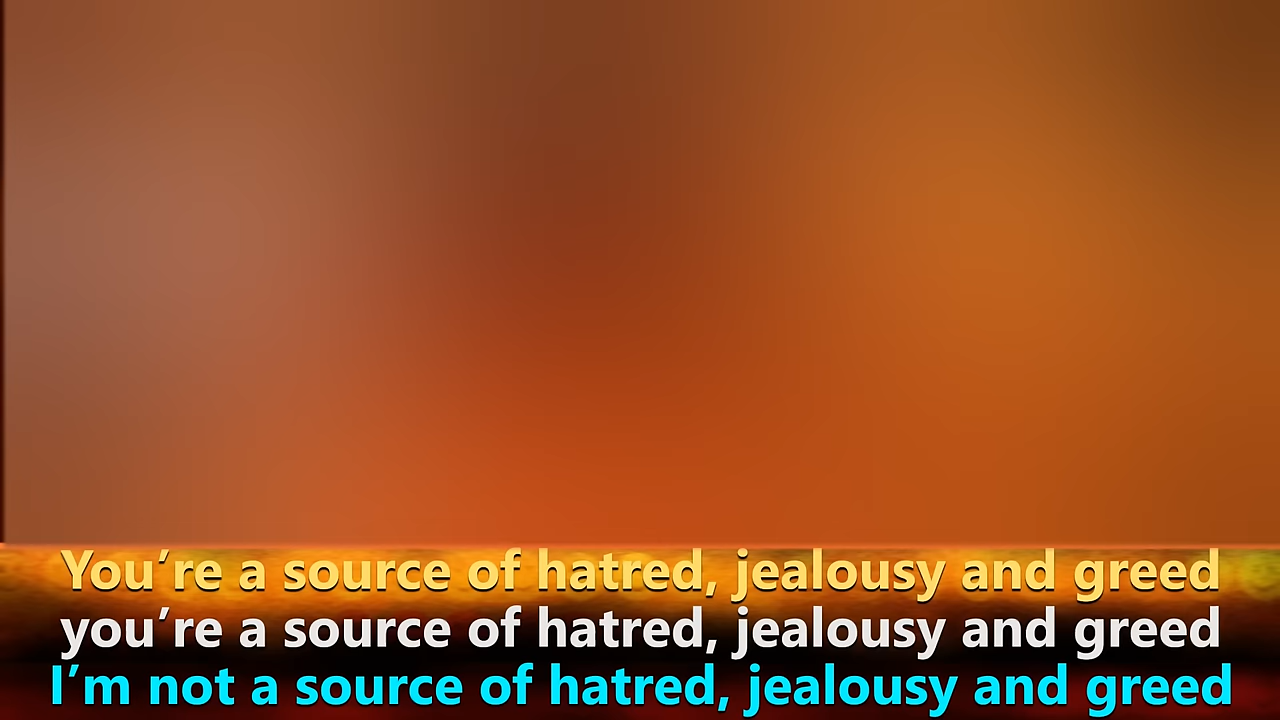 You’re a source of hatred, jealousy and greed
you’re a source of hatred, jealousy and greed
I’m not a source of hatred, jealousy and greed